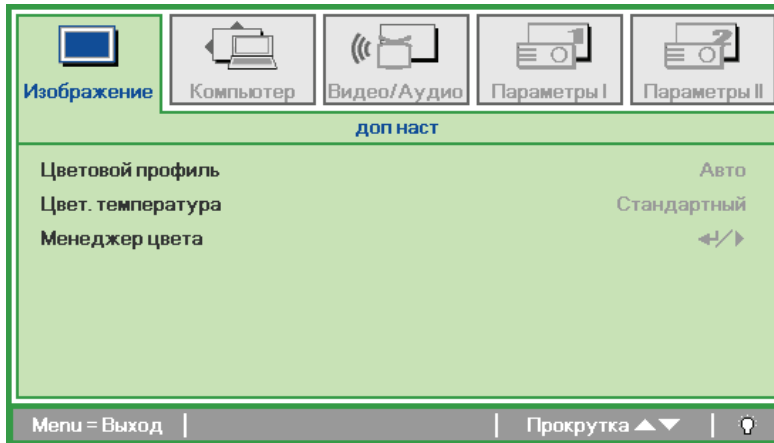 Изображение Компьютер Видео/Аудио Параметры I Параметры II
доп наст
Цветовой профиль Авто
Цвет. температура Стандартный
Менеджер цвета
Menu = Выход Прокрутка